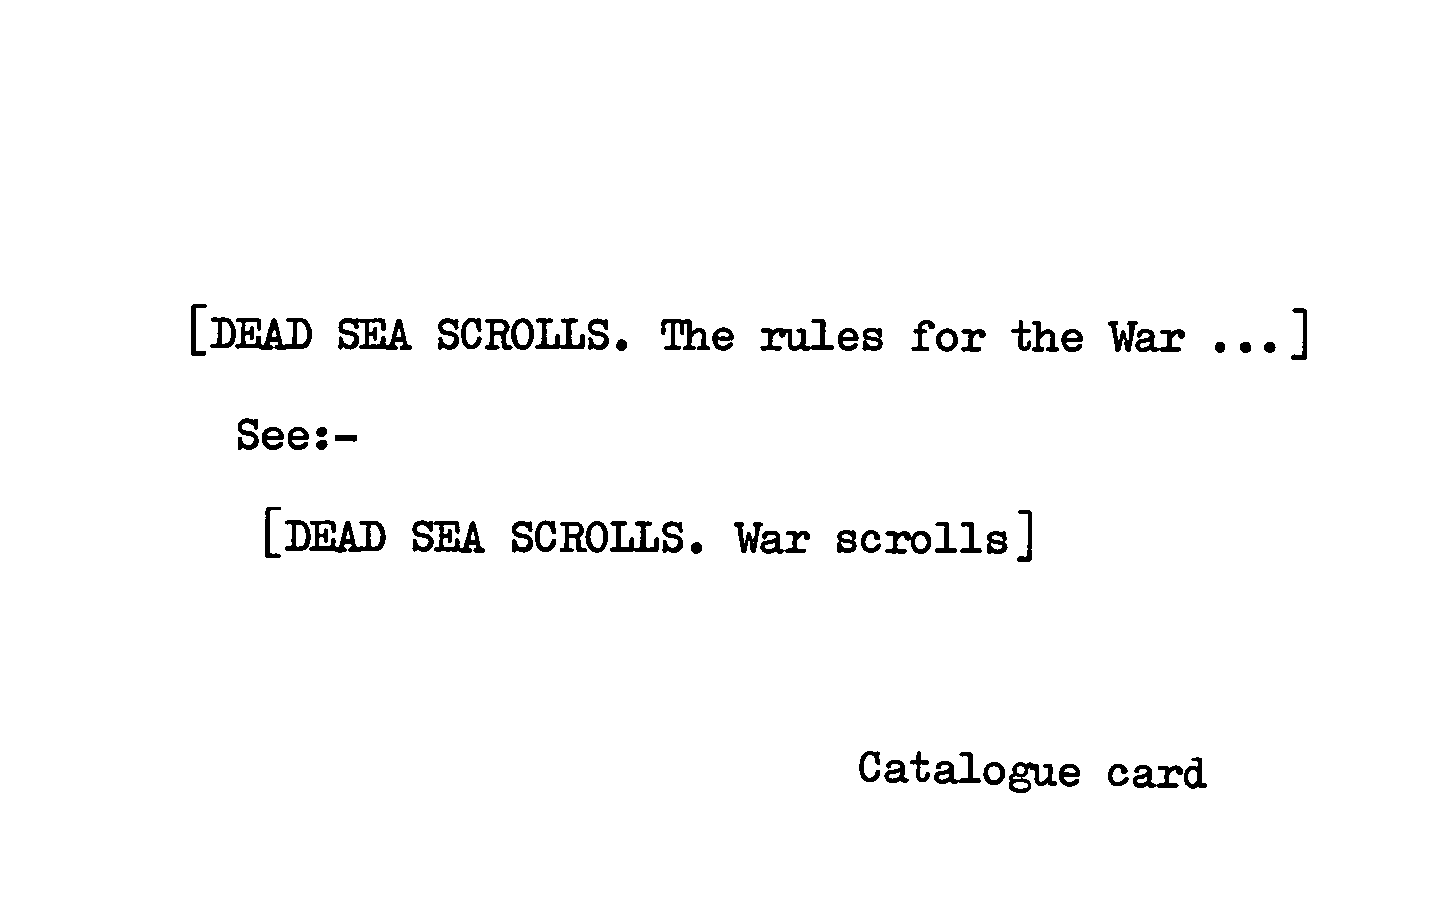 [DEAD SEA SCROLLS. The rules for the War ...]
See:-
[DEAD SEA SCROLLS. War scrolls]
Catalogue card